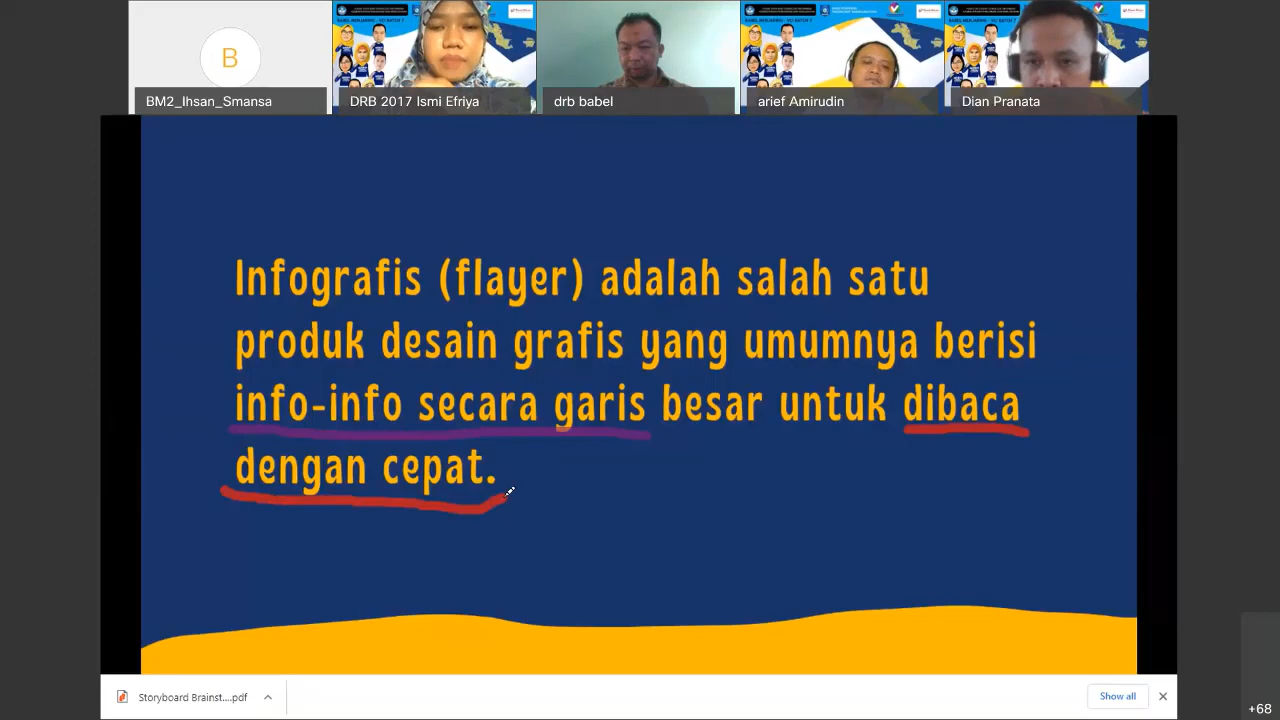 B
BM2_Ihsan_Smansa
DRB 2017 Ismi Efriya
drb babel
arief Amirudin
Dian Pranata
Infografis (flayer) adalah salah satu
produk desain grafis yang umumnya berisi
info-info secara garis besar untuk dibaca
dengan cepat.
Storyboard Brainst....pdf
Show all
+68